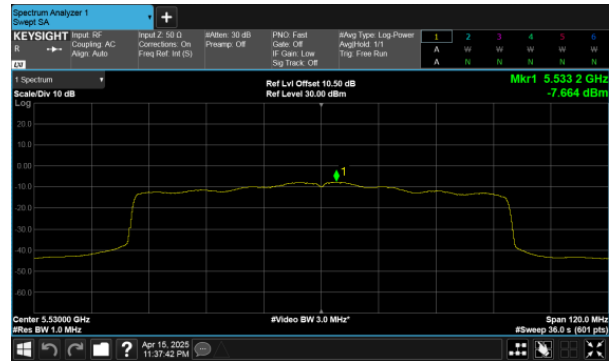 Spectrum Analyzer 1
Swept SA
+
KEYSIGHT
R
LXI
Input: RF
Coupling: AC
Align: Auto
Input Z: 50 Ω
Corrections: On
Freq Ref: Int (S)
#Atten: 30 dB
Preamp: Off
PNO: Fast
Gate: Off
IF Gain: Low
Sig Track: Off
#Avg Type: Log-Power
Avg|Hold: 1/1
Trig: Free Run
1 2 3 4 5 6
A W W W W W
A N N N N N
1 Spectrum
Scale/Div 10 dB
Log
Ref Lvl Offset 10.50 dB
Ref Level 30.00 dBm
Mkr1 5.533 2 GHz
-7.664 dBm
20.0
10.0
0.00
-10.0
-20.0
-30.0
-40.0
-50.0
-60.0
1
Center 5.53000 GHz
#Res BW 1.0 MHz
#Video BW 3.0 MHz*
Span 120.0 MHz
#Sweep 36.0 s (601 pts)
?
Apr 15, 2025
11:37:42 PM